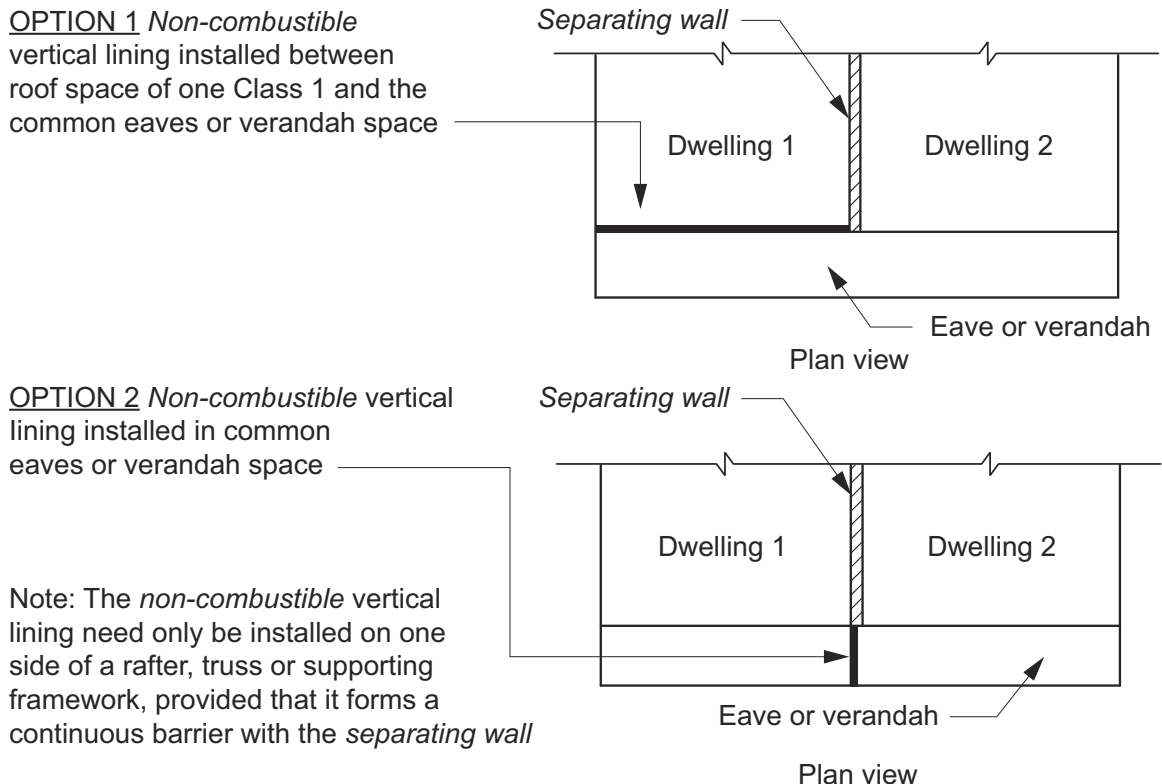 OPTION 1 Non-combustible
vertical lining installed between
roof space of one Class 1 and the
common eaves or verandah space
Separating wall
Dwelling 1
Dwelling 2
Eave or verandah
Plan view
OPTION 2 Non-combustible vertical
lining installed in common
eaves or verandah space
Separating wall
Dwelling 1
Dwelling 2
Note: The non-combustible vertical
lining need only be installed on one
side of a rafter, truss or supporting
framework, provided that it forms a
continuous barrier with the separating wall
Eave or verandah
Plan view